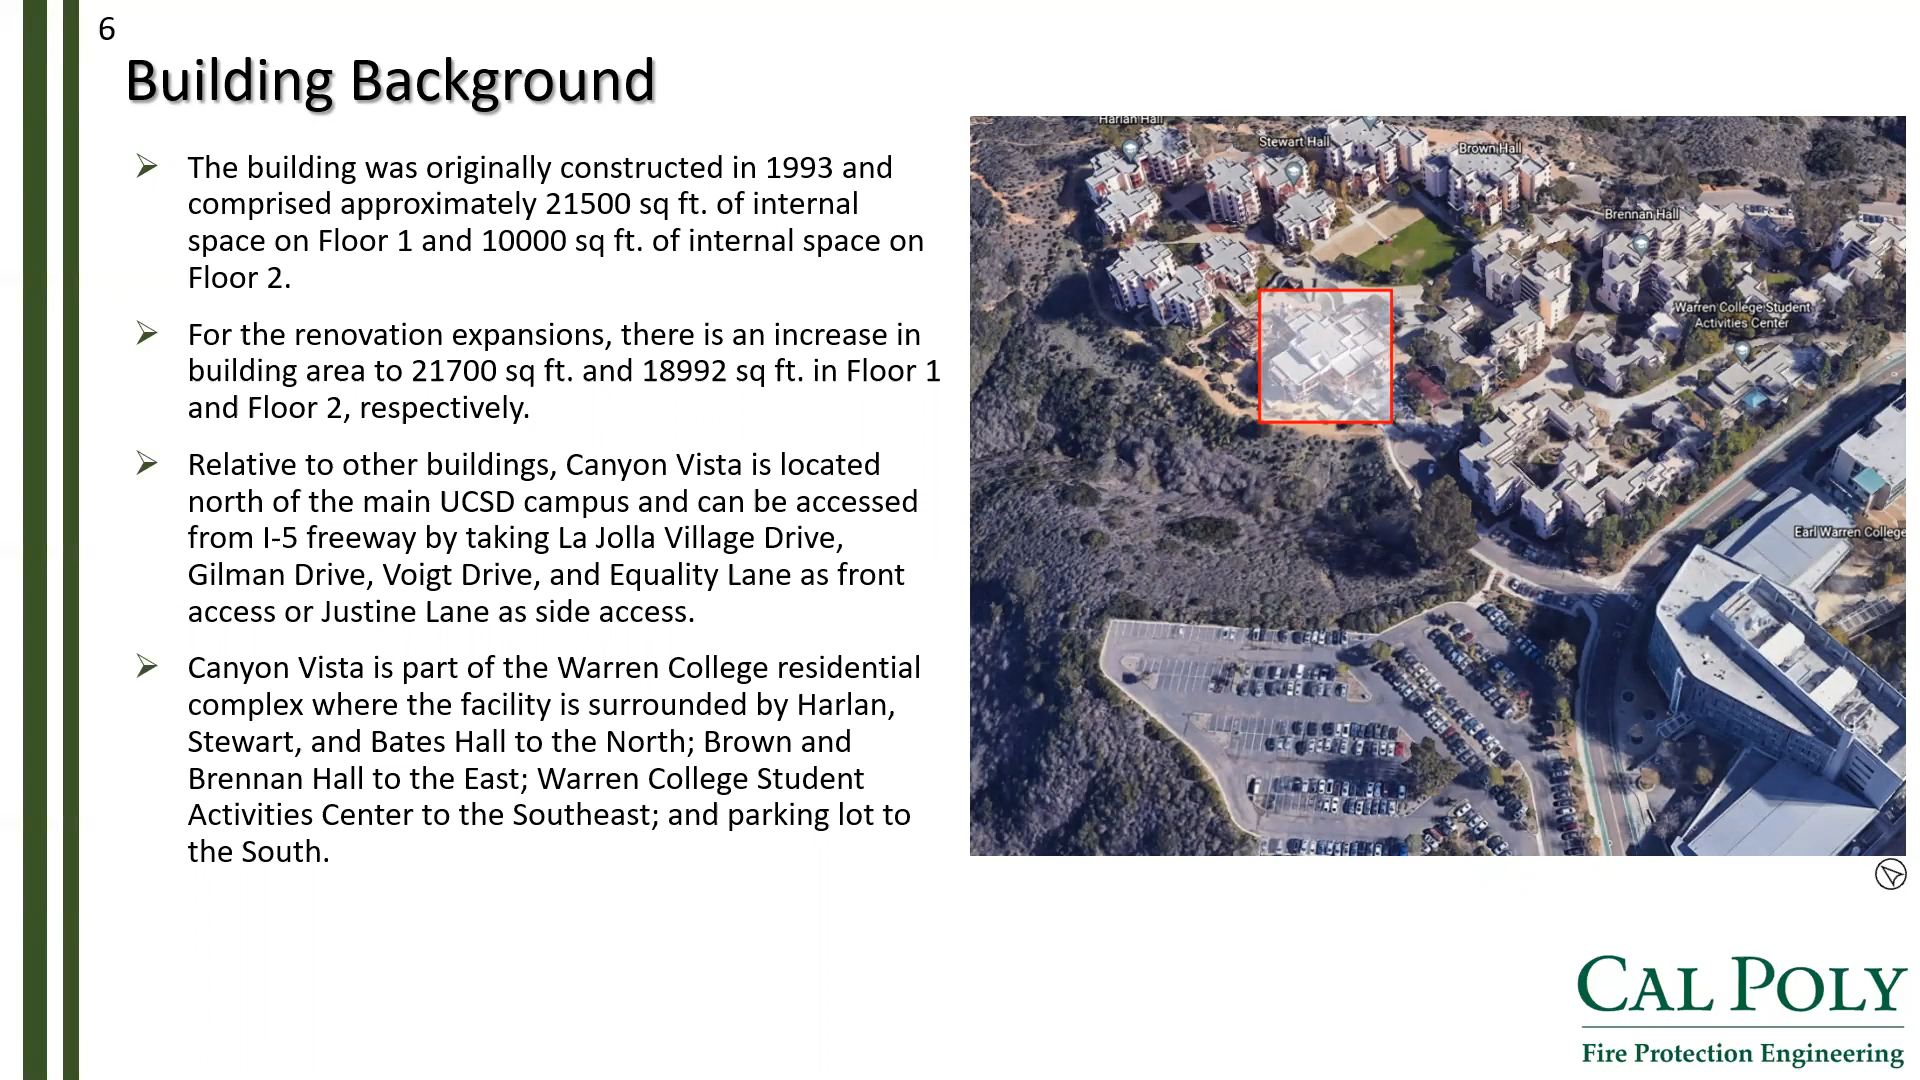 6
Building Background
The building was originally constructed in 1993 and
comprised approximately 21500 sq ft. of internal
space on Floor 1 and 10000 sq ft. of internal space on
Floor 2.
For the renovation expansions, there is an increase in
building area to 21700 sq ft. and 18992 sq ft. in Floor 1
and Floor 2, respectively.
Relative to other buildings, Canyon Vista is located
north of the main UCSD campus and can be accessed
from I-5 freeway by taking La Jolla Village Drive,
Gilman Drive, Voigt Drive, and Equality Lane as front
access or Justine Lane as side access.
Canyon Vista is part of the Warren College residential
complex where the facility is surrounded by Harlan,
Stewart, and Bates Hall to the North; Brown and
Brennan Hall to the East; Warren College Student
Activities Center to the Southeast; and parking lot to
the South.
Harlan Hall
Stewart Hall
Brown Hall
Brennan Hall
Warren College Student
Activities Center
Earl Warren College
CAL POLY
Fire Protection Engineering